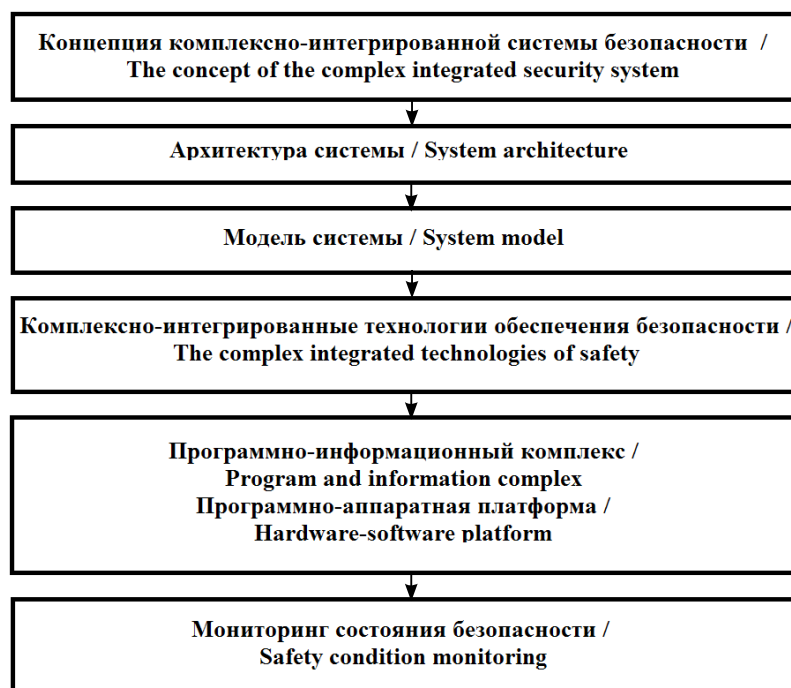 Концепция комплексно-интегрированной системы безопасности /
The concept of the complex integrated security system
Архитектура системы / System architecture
Модель системы / System model
Комплексно-интегрированные технологии обеспечения безопасности /
The complex integrated technologies of safety
Программно-информационный комплекс /
Program and information complex
Программно-аппаратная платформа /
Hardware-software platform
Мониторинг состояния безопасности /
Safety condition monitoring